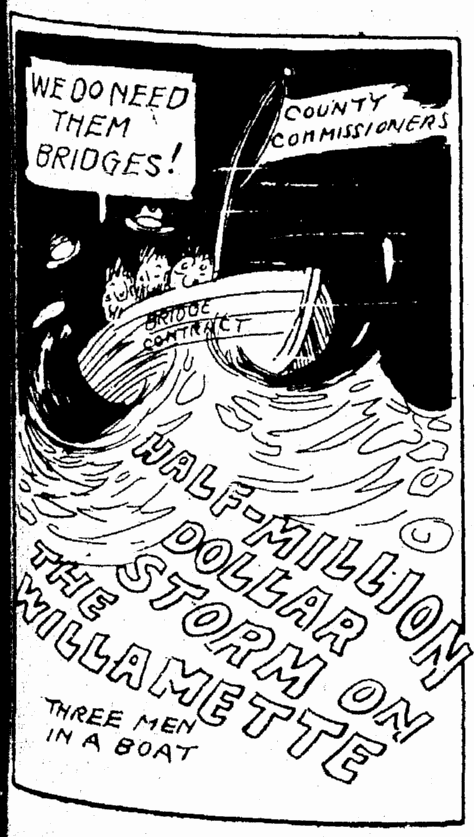 WE DO NEED
THEM
BRIDGES!
COUNTY
COMMISSIONERS
BRIDGE
CONTRACT
HALF-MILLION
DOLLAR
STORM ON
THE
WILLAMETTE
THREE MEN
IN A BOAT